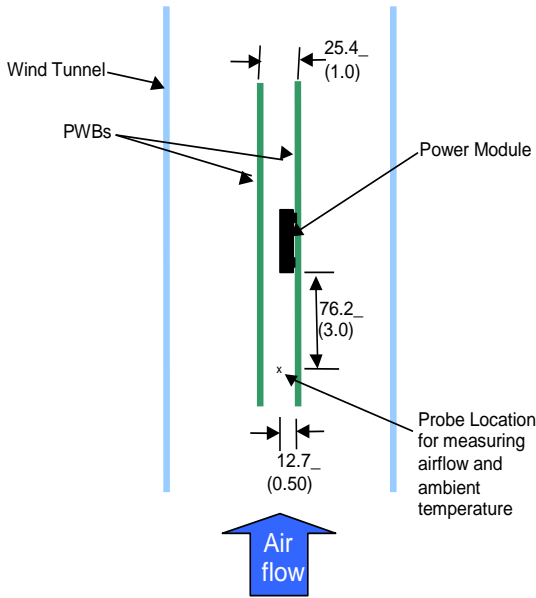 25.4_
(1.0)
Wind Tunnel
PWBs
Power Module
76.2_
(3.0)
x
Probe Location
for measuring
airflow and
ambient
temperature
12.7_
(0.50)
Air
flow